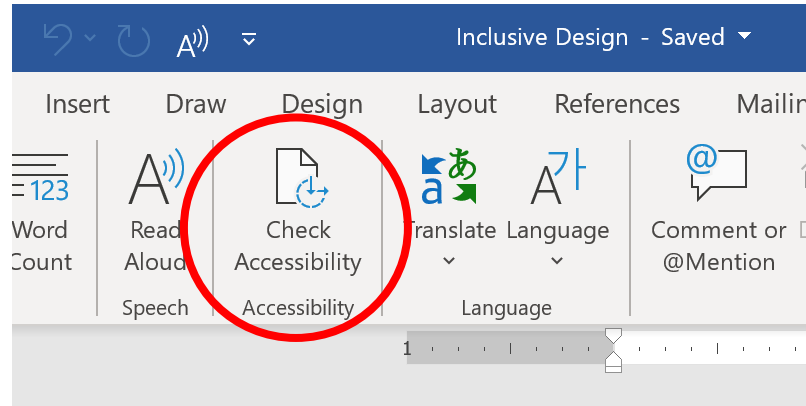 Inclusive Design - Saved
Insert Draw Design Layout References
123
Word Count
Read Aloud
Check Accessibility
Translate
Language
Comment or @Mention
Speech
Accessibility
Language
1